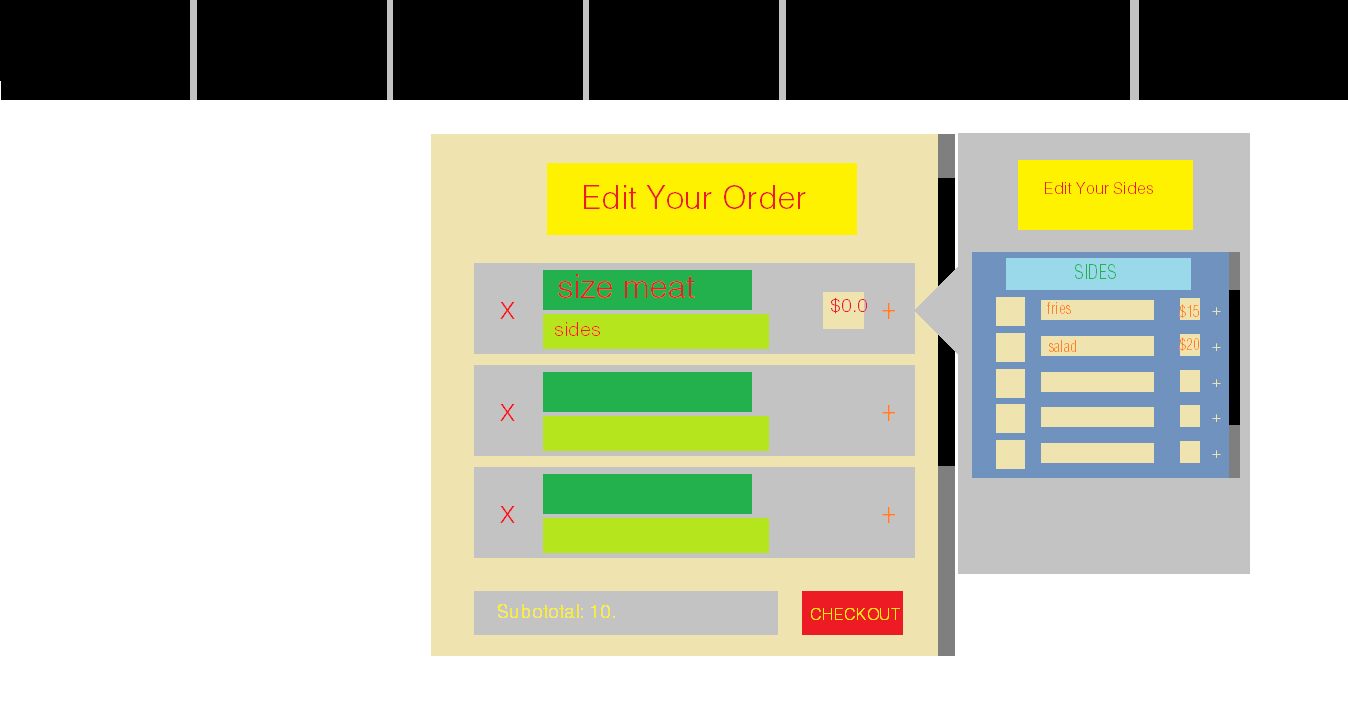 Edit Your Order
X
size meat
sides
$0.0
+
X
+
X
+
Subototal: 10.
CHECKOUT
Edit Your Sides
SIDES
fries
$15
+
salad
$20
+
+
+
+